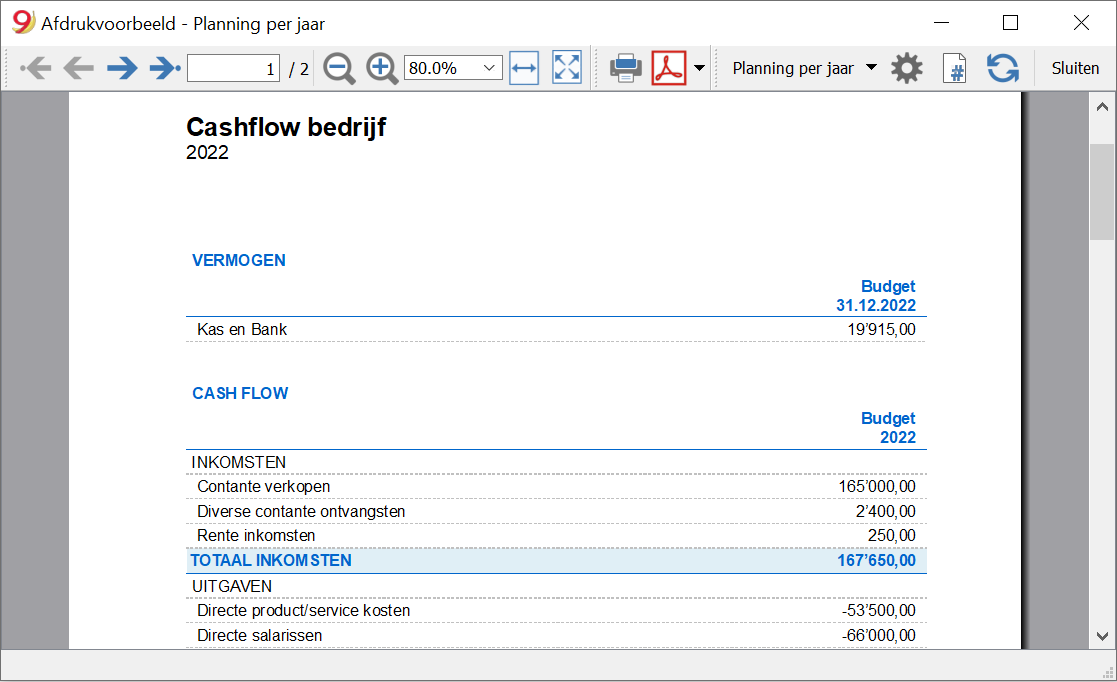 Afdrukvoorbeeld - Planning per jaar
1 / 2 80.0% Planning per jaar # Sluiten
Cashflow bedrijf
2022
VERMOGEN
Budget
31.12.2022
Kas en Bank 19’915,00
CASH FLOW
Budget
2022
INKOMSTEN
Contante verkopen 165’000,00
Diverse contante ontvangsten 2’400,00
Rente inkomsten 250,00
TOTAAL INKOMSTEN 167’650,00
UITGAVEN
Directe product/service kosten -53’500,00
Directe salarissen -66’000,00